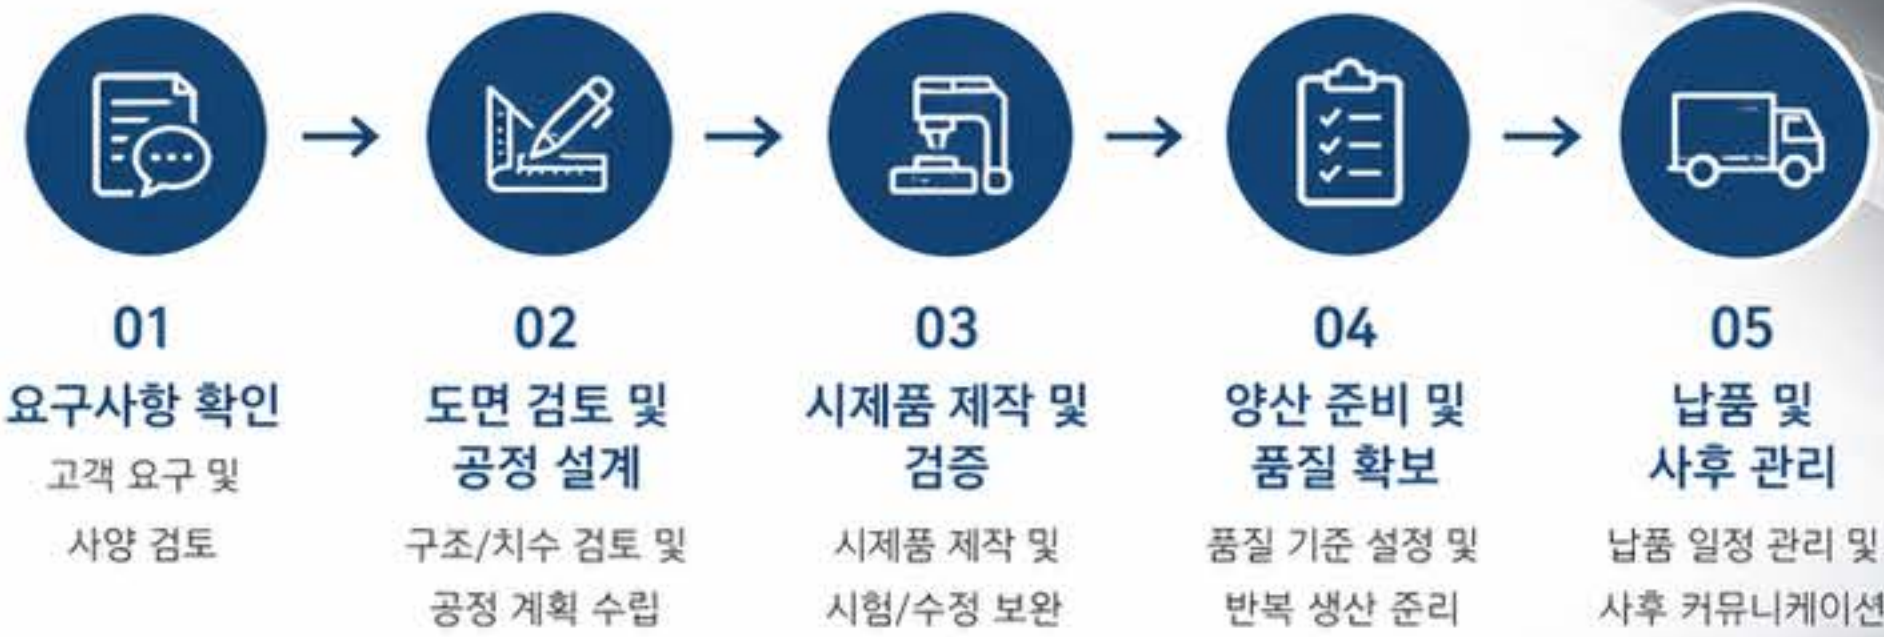 01
요구사항 확인
고객 요구 및
사양 검토
02
도면 검토 및
공정 설계
구조/치수 검토 및
공정 계획 수립
03
시제품 제작 및
검증
시제품 제작 및
시험/수정 보완
04
양산 준비 및
품질 확보
품질 기준 설정 및
반복 생산 준리
05
납품 및
사후 관리
납품 일정 관리 및
사후 커뮤니케이션